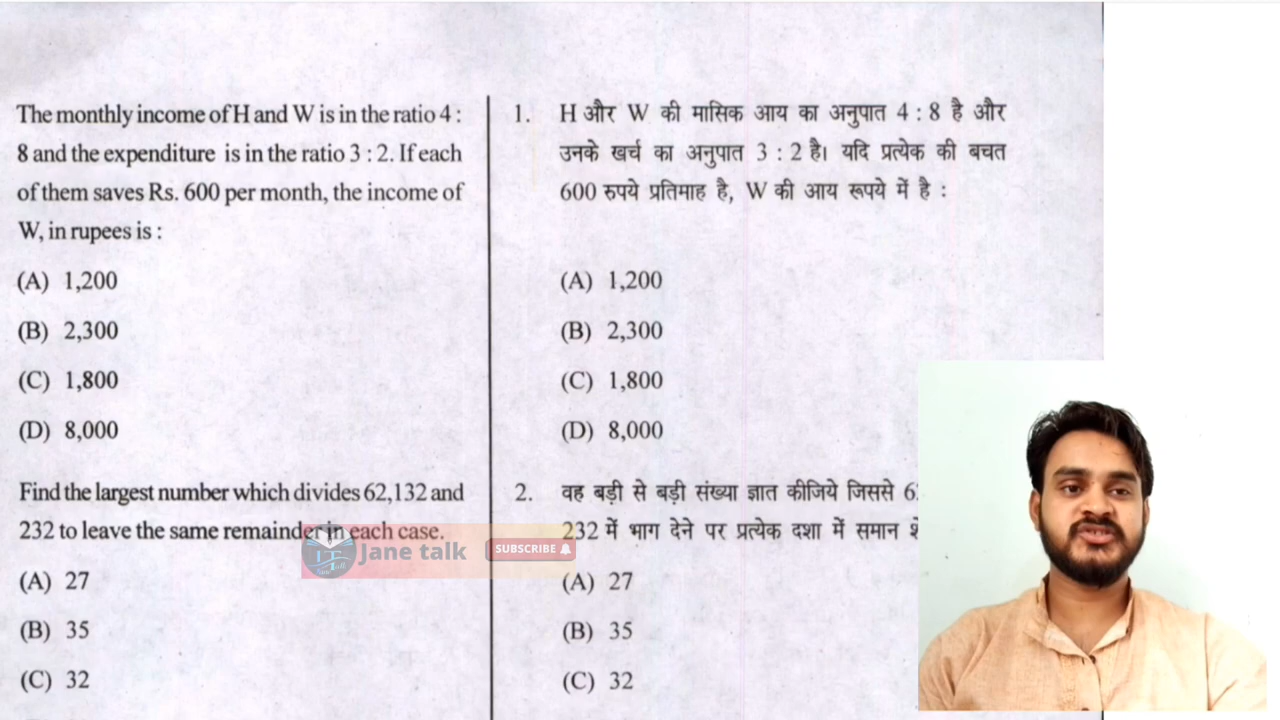 The monthly income of H and W is in the ratio 4 :
8 and the expenditure is in the ratio 3 : 2. If each
of them saves Rs. 600 per month, the income of
W, in rupees is :
(A) 1,200
(B) 2,300
(C) 1,800
(D) 8,000
Find the largest number which divides 62,132 and
232 to leave the same remainder in each case.
(A) 27
(B) 35
(C) 32
1. H और W की मासिक आय का अनुपात 4 : 8 है और
उनके खर्च का अनुपात 3 : 2 है। यदि प्रत्येक की बचत
600 रुपये प्रतिमाह है, W की आय रूपये में है :
(A) 1,200
(B) 2,300
(C) 1,800
(D) 8,000
2. वह बड़ी से बड़ी संख्या ज्ञात कीजिये जिससे
232 में भाग देने पर प्रत्येक दशा में समान
(A) 27
(B) 35
(C) 32
Jane talk
SUBSCRIBE